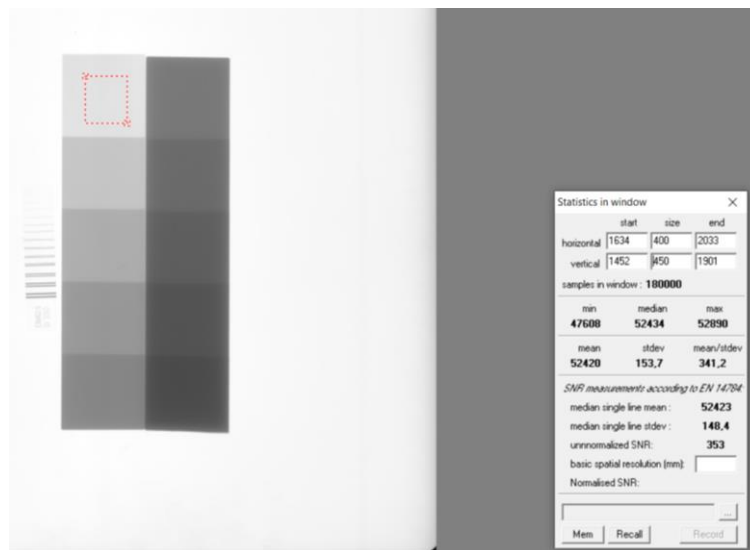 Statistics in window
start size end
horizontal 1634 400 2033
vertical 1452 450 1901
samples in window : 180000
min median max
47608 52434 52890
mean stdev mean/stdev
52420 153,7 341,2
SNR measurements according to EN 14784:
median single line mean : 52423
median single line stdev : 148,4
unnormalized SNR: 353
basic spatial resolution (mm):
Normalised SNR:
...
Mem Recall Record